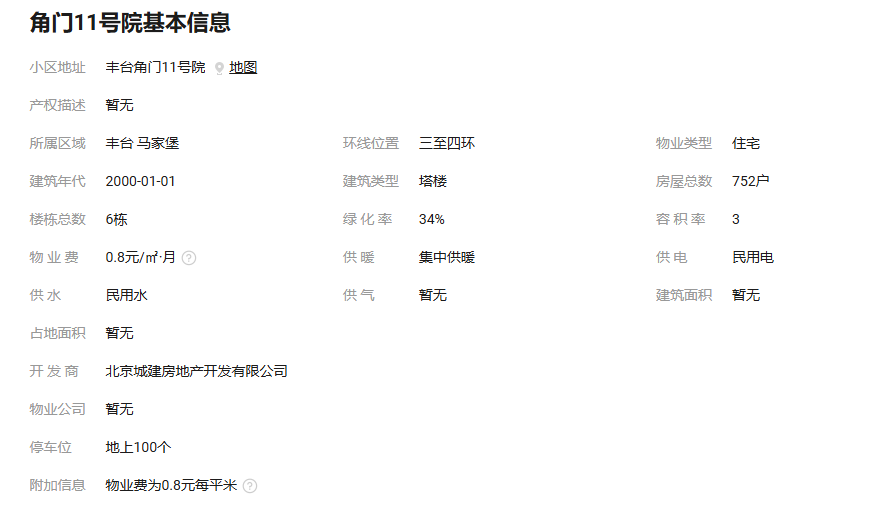 角门11号院基本信息
小区地址 丰台角门11号院 地图
产权描述 暂无
所属区域 丰台 马家堡 环线位置 三至四环 物业类型 住宅
建筑年代 2000-01-01 建筑类型 塔楼 房屋总数 752户
楼栋总数 6栋 绿 化 率 34% 容 积 率 3
物 业 费 0.8元/㎡·月 ? 供 暖 集中供暖 供 电 民用电
供 水 民用水 供 气 暂无 建筑面积 暂无
占地面积 暂无
开 发 商 北京城建房地产开发有限公司
物业公司 暂无
停车位 地上100个
附加信息 物业费为0.8元每平米 ?